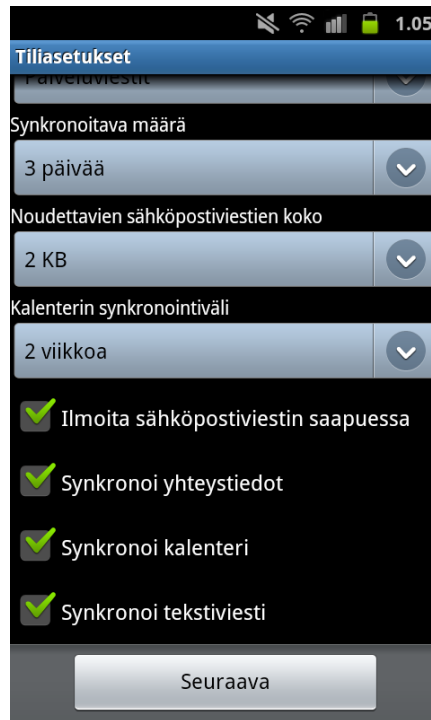 1.05
Tiliasetukset
Palveluviestit
Synkronoitava määrä
3 päivää
Noudettavien sähköpostiviestien koko
2 KB
Kalenterin synkronointiväli
2 viikkoa
Ilmoita sähköpostiviestin saapuessa
Synkronoi yhteystiedot
Synkronoi kalenteri
Synkronoi tekstiviesti
Seuraava